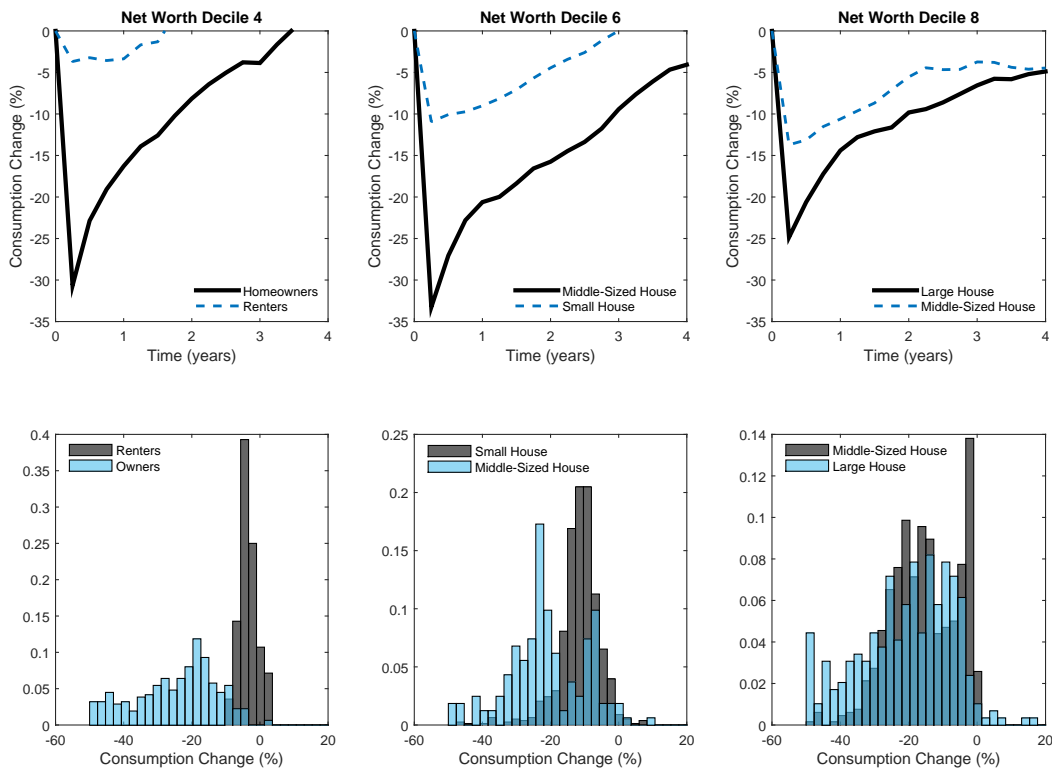 Net Worth Decile 4
0
-5
-10
-15
-20
-25
-30
-35
Consumption Change (%)
Homeowners
Renters
0 1 2 3 4
Time (years)
Net Worth Decile 6
0
-5
-10
-15
-20
-25
-30
-35
Consumption Change (%)
Middle-Sized House
Small House
0 1 2 3 4
Time (years)
Net Worth Decile 8
0
-5
-10
-15
-20
-25
-30
-35
Consumption Change (%)
Large House
Middle-Sized House
0 1 2 3 4
Time (years)
0.4
0.35
0.3
0.25
0.2
0.15
0.1
0.05
0
Renters
Owners
-60 -40 -20 0 20
Consumption Change (%)
0.25
0.2
0.15
0.1
0.05
0
Small House
Middle-Sized House
-60 -40 -20 0 20
Consumption Change (%)
0.14
0.12
0.1
0.08
0.06
0.04
0.02
0
Middle-Sized House
Large House
-60 -40 -20 0 20
Consumption Change (%)